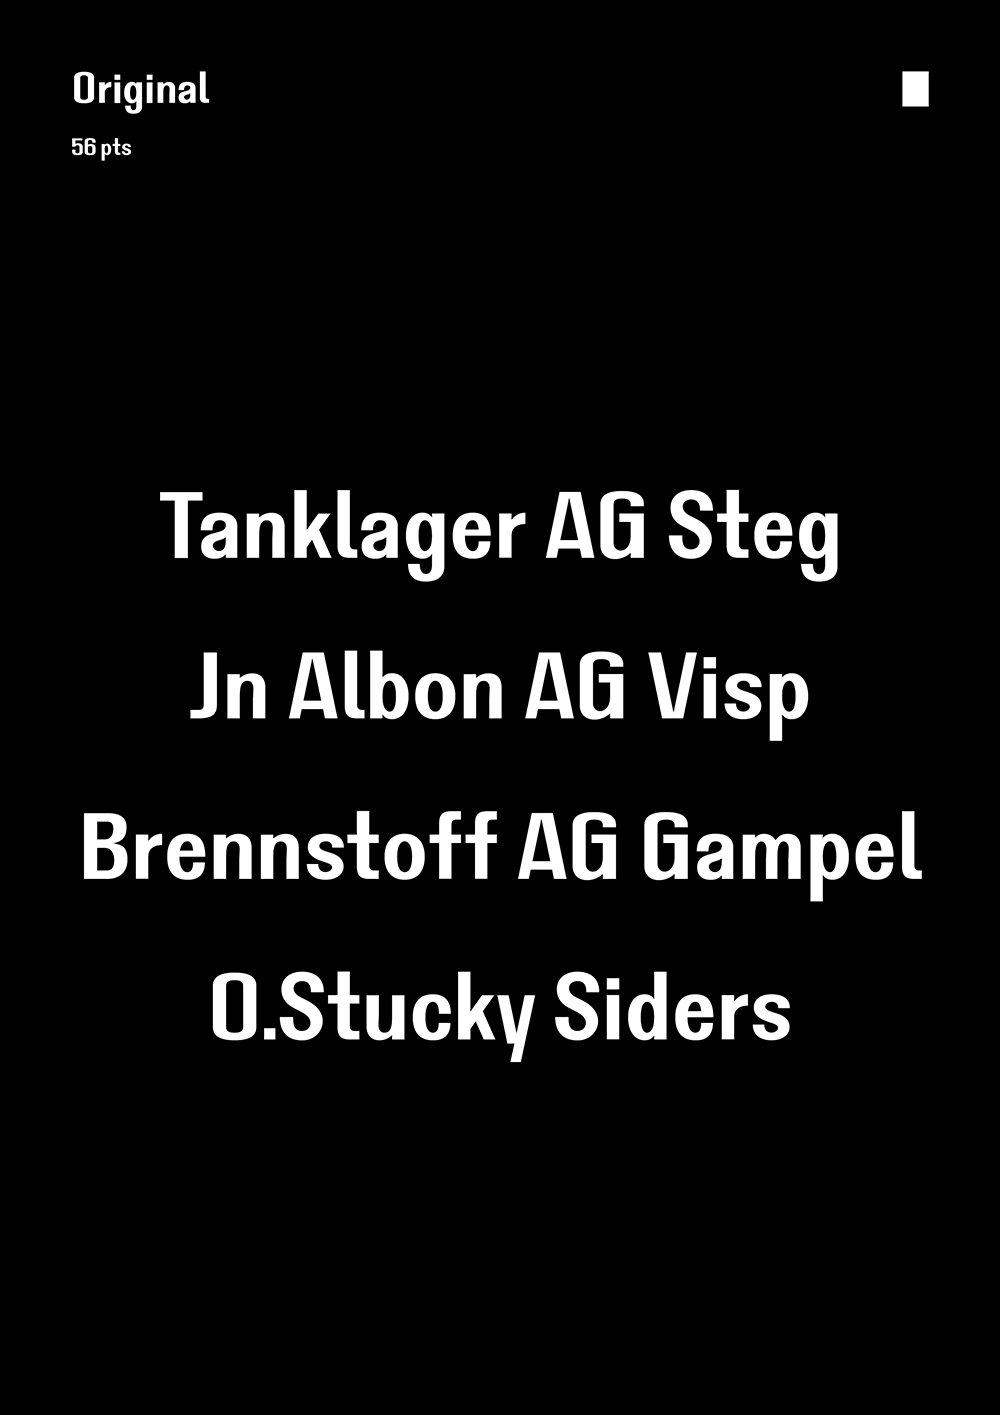 Original
56 pts
Tanklager AG Steg
Jn Albon AG Visp
Brennstoff AG Gampel
O.Stucky Siders